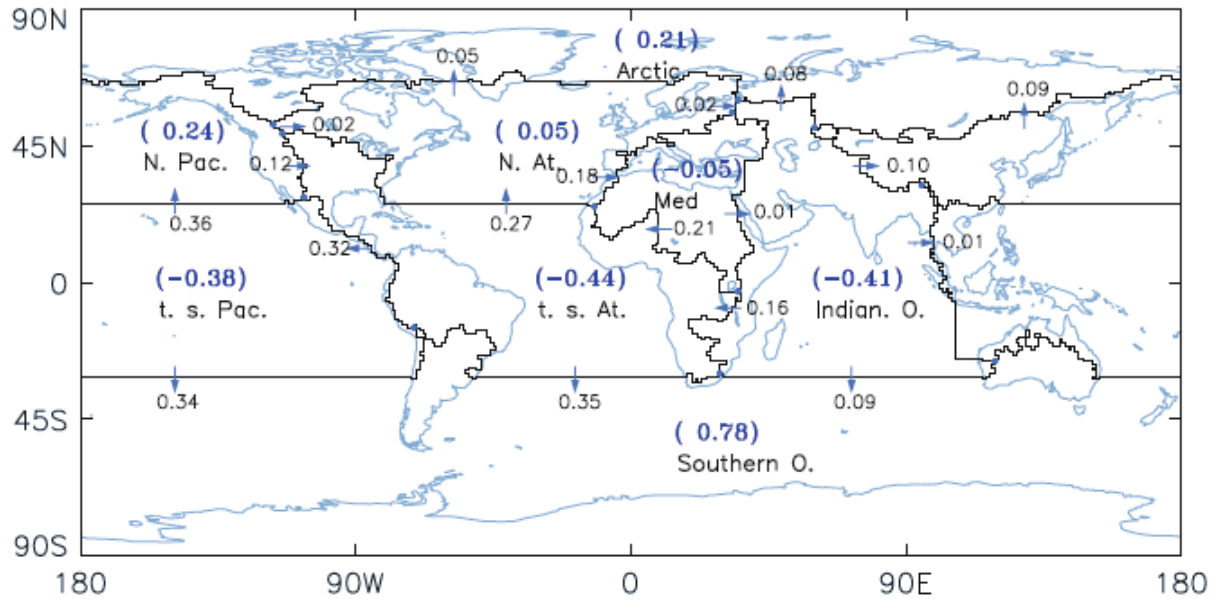 90N
( 0.21)
0.05
Arctic
0.08
0.09
0.02
( 0.24)
0.02
( 0.05)
45N
N. Pac.
0.12
N. At.
0.18
(-0.05)
0.10
Med
0.36
0.27
0.01
0.21
0.32
0.01
(-0.38)
(-0.44)
(-0.41)
0
t. s. Pac.
t. s. At.
0.16
Indian. O.
0.34
0.35
0.09
45S
( 0.78)
Southern O.
90S
180
90W
0
90E
180